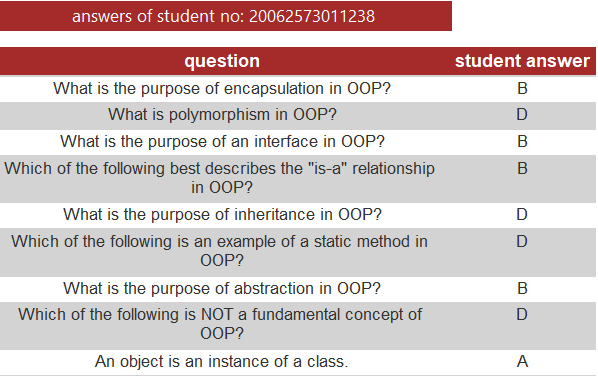 answers of student no: 20062573011238
question student answer
What is the purpose of encapsulation in OOP? B
What is polymorphism in OOP? D
What is the purpose of an interface in OOP? B
Which of the following best describes the "is-a" relationship
in OOP? B
What is the purpose of inheritance in OOP? D
Which of the following is an example of a static method in
OOP? D
What is the purpose of abstraction in OOP? B
Which of the following is NOT a fundamental concept of
OOP? D
An object is an instance of a class. A